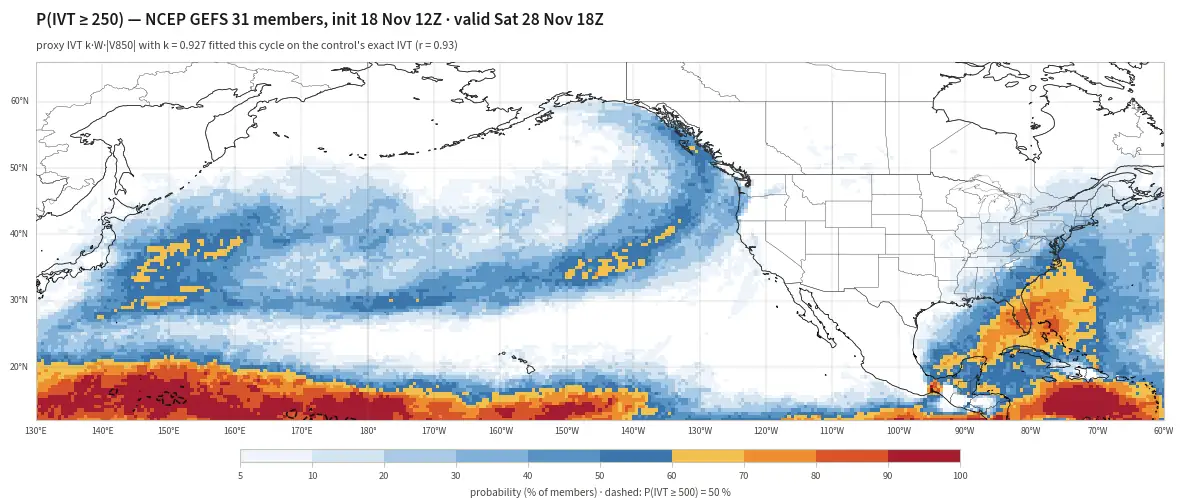 P(IVT ≥ 250) — NCEP GEFS 31 members, init 18 Nov 12Z · valid Sat 28 Nov 18Z
proxy IVT k·W·|V850| with k = 0.927 fitted this cycle on the control's exact IVT (r = 0.93)
60°N
50°N
40°N
30°N
20°N
130°E 140°E 150°E 160°E 170°E 180° 170°W 160°W 150°W 140°W 130°W 120°W 110°W 100°W 90°W 80°W 70°W 60°W
5 10 20 30 40 50 60 70 80 90 100
probability (% of members) · dashed: P(IVT ≥ 500) = 50 %